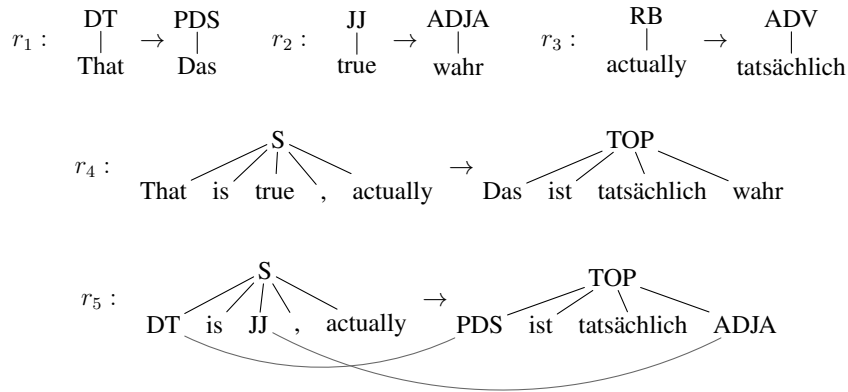 DT PDS JJ ADJA RB ADV
r1 : → r2 : → r3 : →
That Das true wahr actually tatsächlich
S TOP
r4 : →
That is true , actually Das ist tatsächlich wahr
S TOP
r5 : →
DT is JJ , actually PDS ist tatsächlich ADJA